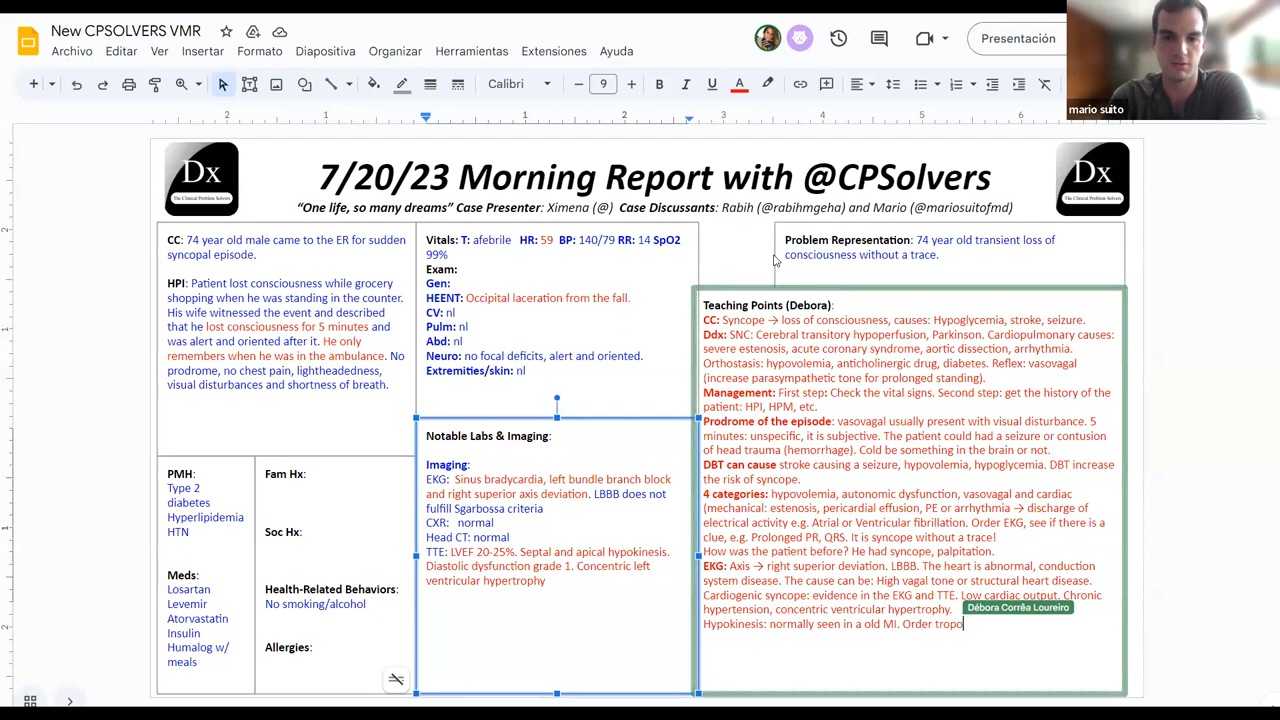 New CPSOLVERS VMR
Archivo Editar Ver Insertar Formato Diapositiva Organizar Herramientas Extensiones Ayuda
Presentación
Calibri
9
mario suito
2 1 1 2 3 4 5 6
2
1
1
2
Dx
The Clinical Problem Solvers
7/20/23 Morning Report with @CPSolvers
Dx
The Clinical Problem Solvers
“One life, so many dreams” Case Presenter: Ximena (@) Case Discussants: Rabih (@rabihmgeha) and Mario (@mariosuitofmd)
CC: 74 year old male came to the ER for sudden
syncopal episode.
HPI: Patient lost consciousness while grocery
shopping when he was standing in the counter.
His wife witnessed the event and described
that he lost consciousness for 5 minutes and
was alert and oriented after it. He only
remembers when he was in the ambulance. No
prodrome, no chest pain, lightheadedness,
visual disturbances and shortness of breath.
PMH:
Type 2
diabetes
Hyperlipidemia
HTN
Meds:
Losartan
Levemir
Atorvastatin
Insulin
Humalog w/
meals
Fam Hx:
Soc Hx:
Health-Related Behaviors:
No smoking/alcohol
Allergies:
Vitals: T: afebrile HR: 59 BP: 140/79 RR: 14 SpO2
99%
Exam:
Gen:
HEENT: Occipital laceration from the fall.
CV: nl
Pulm: nl
Abd: nl
Neuro: no focal deficits, alert and oriented.
Extremities/skin: nl
Notable Labs & Imaging:
Imaging:
EKG: Sinus bradycardia, left bundle branch block
and right superior axis deviation. LBBB does not
fulfill Sgarbossa criteria
CXR: normal
Head CT: normal
TTE: LVEF 20-25%. Septal and apical hypokinesis.
Diastolic dysfunction grade 1. Concentric left
ventricular hypertrophy
Problem Representation: 74 year old transient loss of
consciousness without a trace.
Teaching Points (Debora):
CC: Syncope → loss of consciousness, causes: Hypoglycemia, stroke, seizure.
Ddx: SNC: Cerebral transitory hypoperfusion, Parkinson. Cardiopulmonary causes:
severe estenosis, acute coronary syndrome, aortic dissection, arrhythmia.
Orthostasis: hypovolemia, anticholinergic drug, diabetes. Reflex: vasovagal
(increase parasympathetic tone for prolonged standing).
Management: First step: Check the vital signs. Second step: get the history of the
patient: HPI, HPM, etc.
Prodrome of the episode: vasovagal usually present with visual disturbance. 5
minutes: unspecific, it is subjective. The patient could had a seizure or contusion
of head trauma (hemorrhage). Cold be something in the brain or not.
DBT can cause stroke causing a seizure, hypovolemia, hypoglycemia. DBT increase
the risk of syncope.
4 categories: hypovolemia, autonomic dysfunction, vasovagal and cardiac
(mechanical: estenosis, pericardial effusion, PE or arrhythmia → discharge of
electrical activity e.g. Atrial or Ventricular fibrillation. Order EKG, see if there is a
clue, e.g. Prolonged PR, QRS. It is syncope without a trace!
How was the patient before? He had syncope, palpitation.
EKG: Axis → right superior deviation. LBBB. The heart is abnormal, conduction
system disease. The cause can be: High vagal tone or structural heart disease.
Cardiogenic syncope: evidence in the EKG and TTE. Low cardiac output. Chronic
hypertension, concentric ventricular hypertrophy.
Débora Corrêa Loureiro
Hypokinesis: normally seen in a old MI. Order tropo